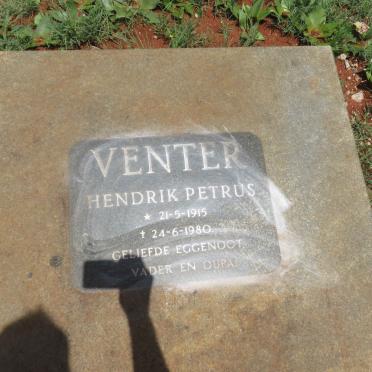 VENTER
HENDRIK PETRUS
* 21-5-1915
† 24-6-1980
GELIEFDE EGGENOOT
VADER EN OUPA